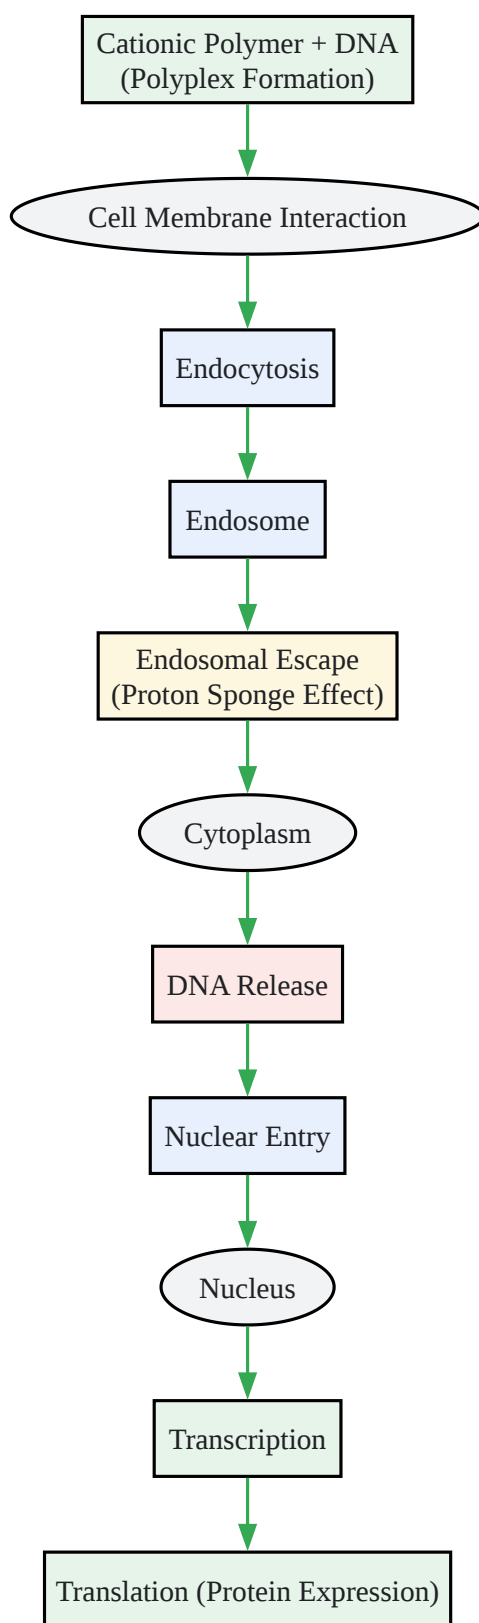 Cationic Polymer + DNA
(Polyplex Formation)
Cell Membrane Interaction
Endocytosis
Endosome
Endosomal Escape
(Proton Sponge Effect)
Cytoplasm
DNA Release
Nuclear Entry
Nucleus
Transcription
Translation (Protein Expression)